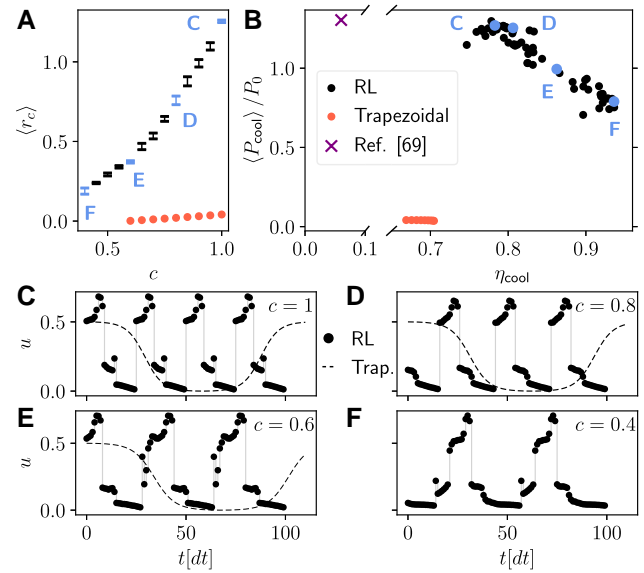 A
B
C
D
E
F
⟨r_c⟩
1.0
0.5
0.0
0.5
1.0
c
⟨P_cool⟩/P_0
1.0
0.0
C
D
E
F
RL
Trapezoidal
Ref. [69]
0.0
0.1
0.7
0.8
0.9
η_cool
C
c = 1
D
c = 0.8
u
0.5
0.0
RL
Trap.
E
c = 0.6
F
c = 0.4
u
0.5
0.0
0
50
100
0
50
100
t[dt]
t[dt]